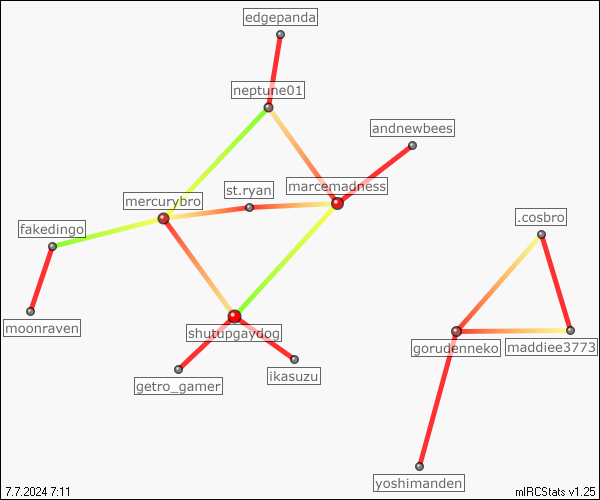 edgepanda
neptune01
andnewbees
st.ryan
marcemadness
mercurybro
.cosbro
fakedingo
moonraven
shutupgaydog
gorudenneko
maddiee3773
ikasuzu
getro_gamer
yoshimanden
7.7.2024 7:11
mIRCStats v1.25